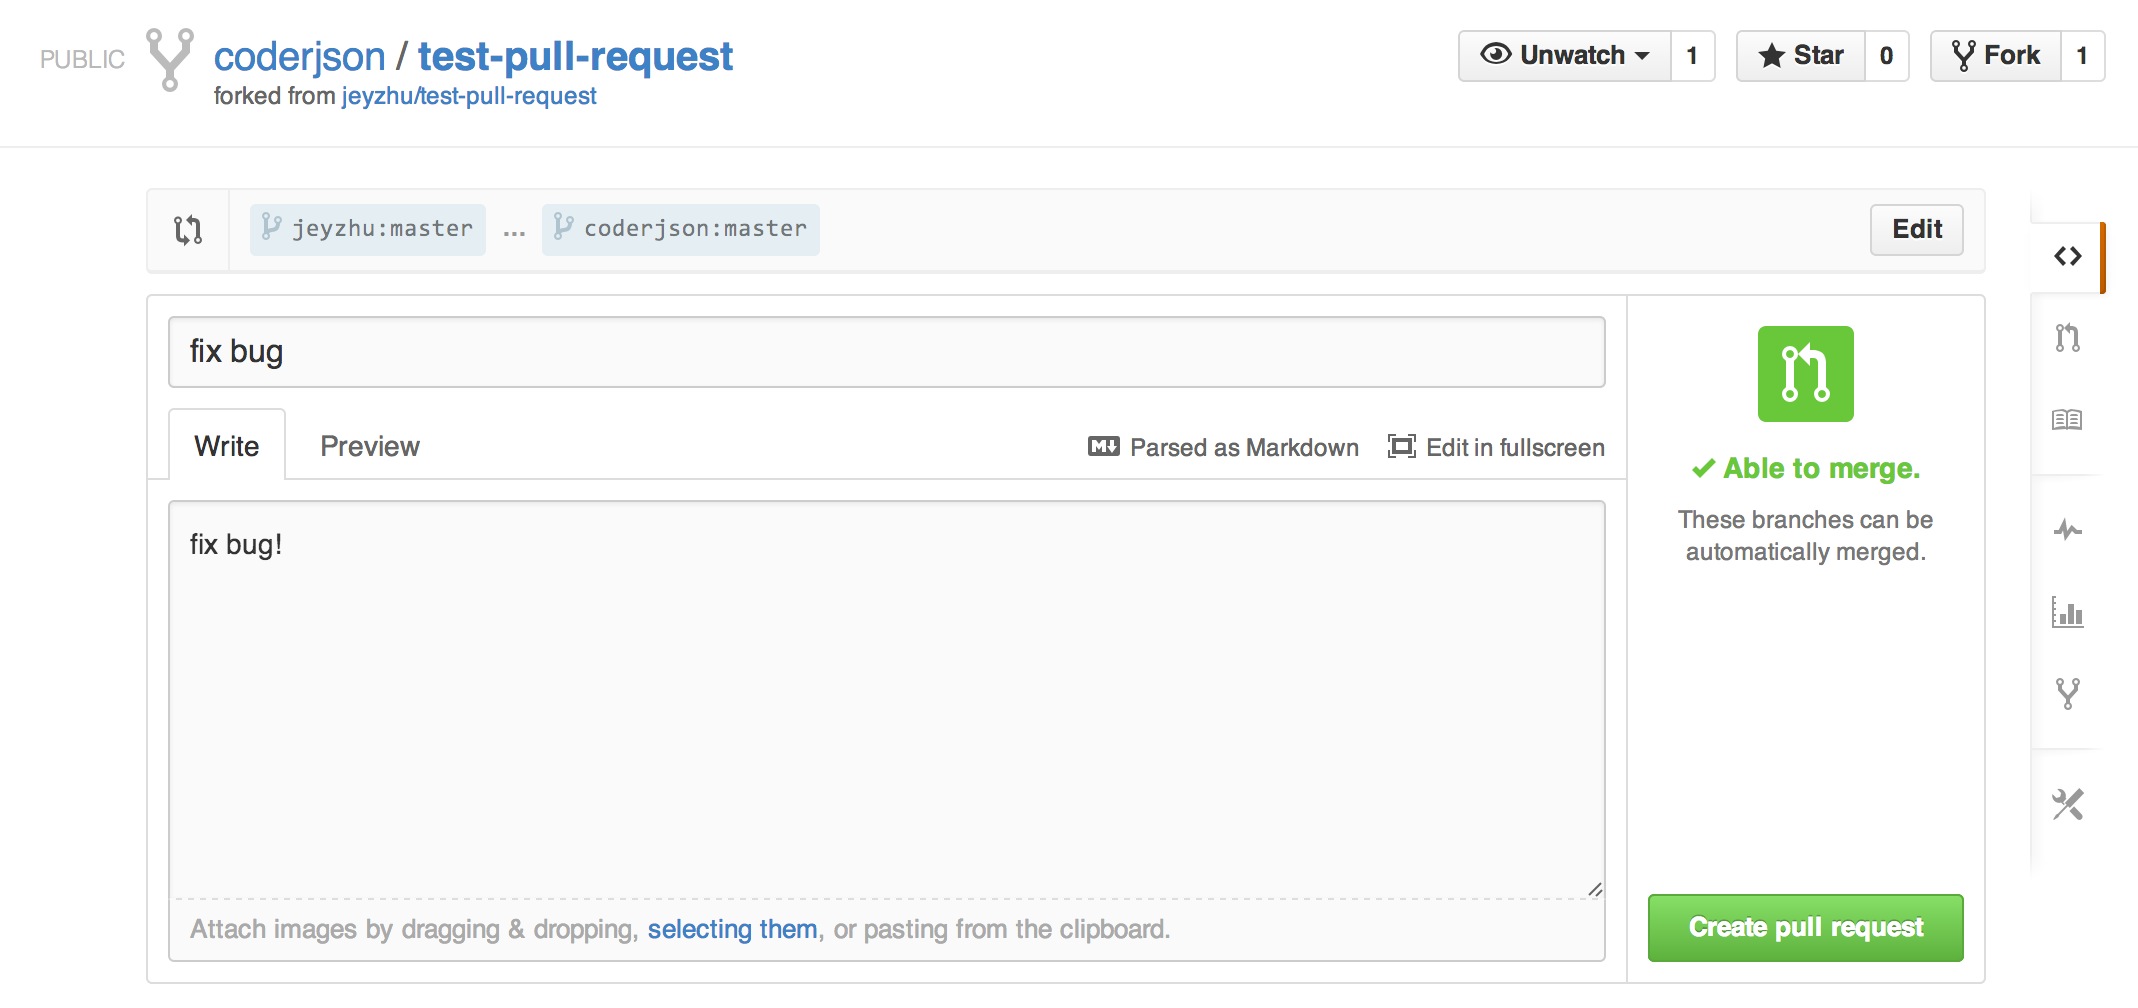 PUBLIC coderjson / test-pull-request Unwatch 1 Star 0 Fork 1
forked from jeyzhu/test-pull-request
jeyzhu:master ... coderjson:master Edit
fix bug
Write Preview Parsed as Markdown Edit in fullscreen
fix bug!
Attach images by dragging & dropping, selecting them, or pasting from the clipboard.
Able to merge.
These branches can be
automatically merged.
Create pull request